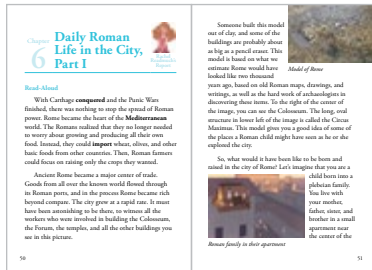 Chapter
6
Daily Roman
Life in the City,
Part I
Read-Aloud
With Carthage conquered and the Punic Wars
finished, there was nothing to stop the spread of Roman
power. Rome became the heart of the Mediterranean
world. The Romans realized that they no longer needed
to worry about growing and producing all their own
food. Instead, they could import wheat, olives, and other
basic foods from other countries. Then, Roman farmers
could focus on raising only the crops they wanted.
Ancient Rome became a major center of trade.
Goods from all over the known world flowed through
its Roman ports, and in the process Rome became rich
beyond compare. The city grew at a rapid rate. It must
have been astonishing to be there, to witness all the
workers who were involved in building the Colosseum,
the Forum, the temples, and all the other buildings you
see in this picture.
50
Someone built this model
out of clay, and some of the
buildings are probably about
as big as a pencil eraser. This
model is based on what we
estimate Rome would have
looked like two thousand
Model of Rome
years ago, based on old Roman maps, drawings, and
writings, as well as the hard work of archaeologists in
discovering these items. To the right of the center of
the image, you can see the Colosseum. The long, oval
structure in lower left of the image is called the Circus
Maximus. This model gives you a good idea of some of
the places a Roman child might have seen as he or she
explored the city.
So, what would it have been like to be born and
raised in the city of Rome? Let's imagine that you are a
child born into a
plebeian family.
You live with
your mother,
father, sister, and
brother in a small
apartment near
the center of the
Roman family in their apartment
51